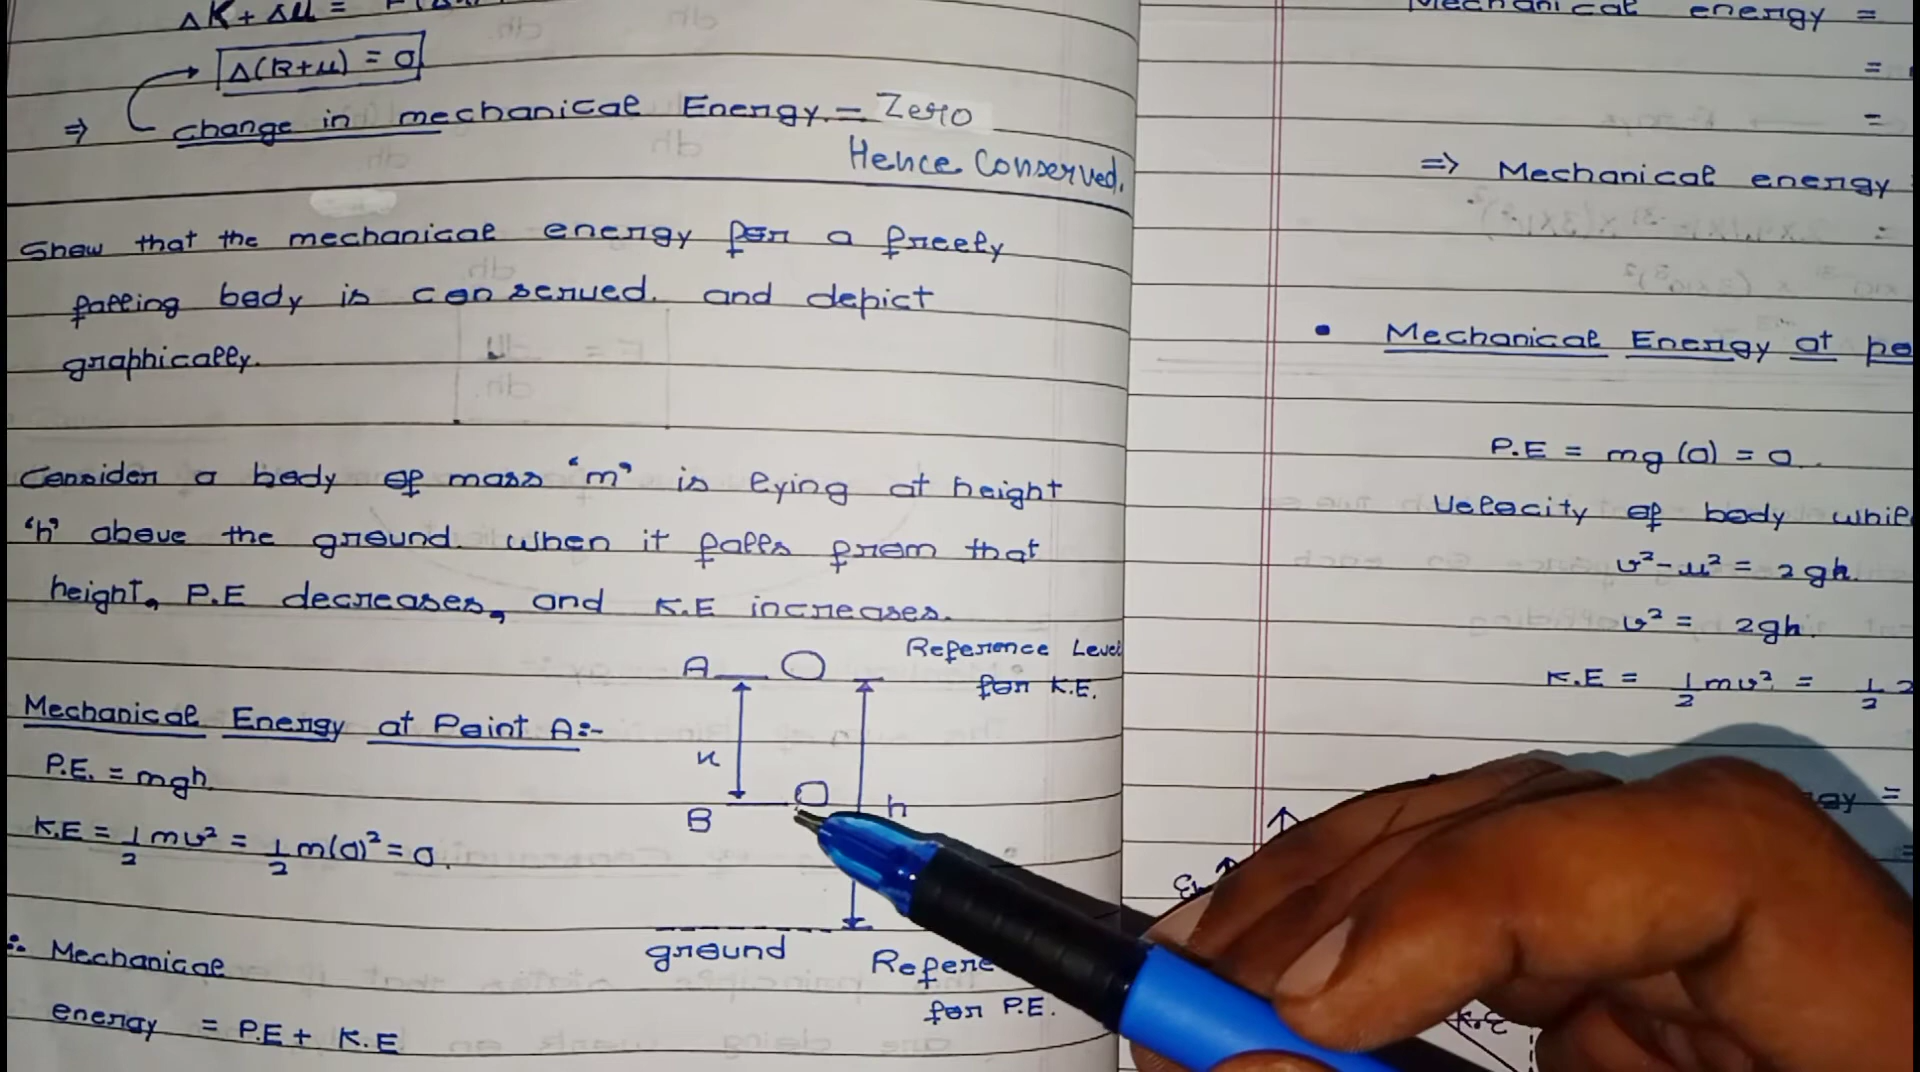 ΔK + ΔU =
Δ(K+U) = 0
⇒ change in mechanical Energy. = Zero
Hence Conserved.
Show that the mechanical energy for a freely
falling body is conserved. and depict
graphically.
Consider a body of mass 'm' is lying at height
'h' above the ground. when it falls from that
height, P.E decreases, and K.E increases.
A
Reference Level
for K.E.
Mechanical Energy at Point A:-
x
P.E. = mgh
B
h
K.E = 1/2 mv² = 1/2 m(0)² = 0.
ground
for P.E.
∴ Mechanical
energy = P.E + K.E
Mechanical energy =
=
=
⇒ Mechanical energy
• Mechanical Energy at
P.E = mg(0) = 0.
Velocity of body
v² - u² = 2gh.
v² = 2gh.
K.E = 1/2 mv² = 1/2
=
K.E